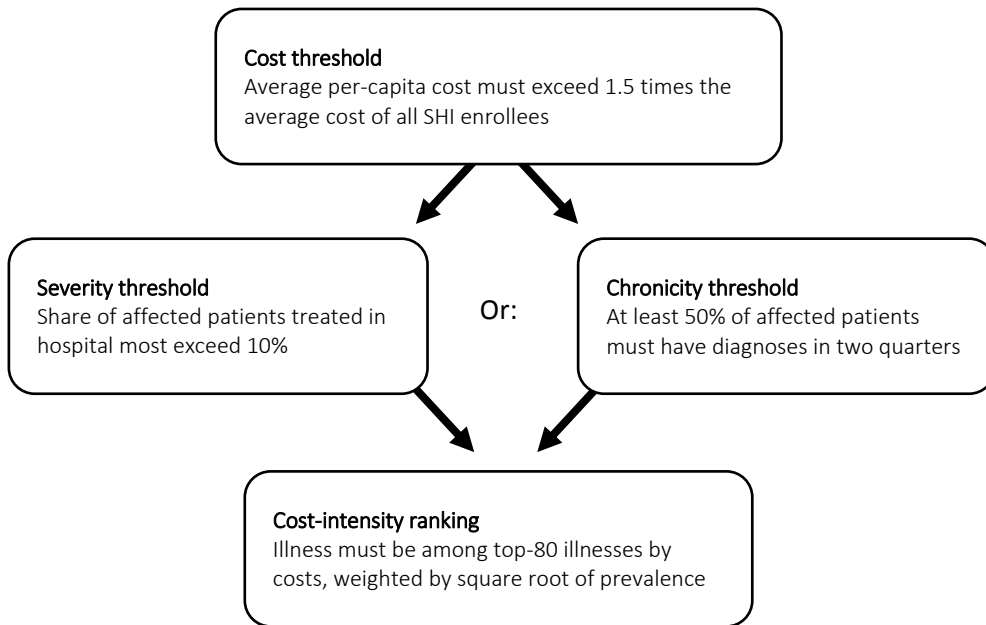 Cost threshold
Average per-capita cost must exceed 1.5 times the
average cost of all SHI enrollees
Severity threshold
Share of affected patients treated in
hospital most exceed 10%
Or:
Chronicity threshold
At least 50% of affected patients
must have diagnoses in two quarters
Cost-intensity ranking
Illness must be among top-80 illnesses by
costs, weighted by square root of prevalence